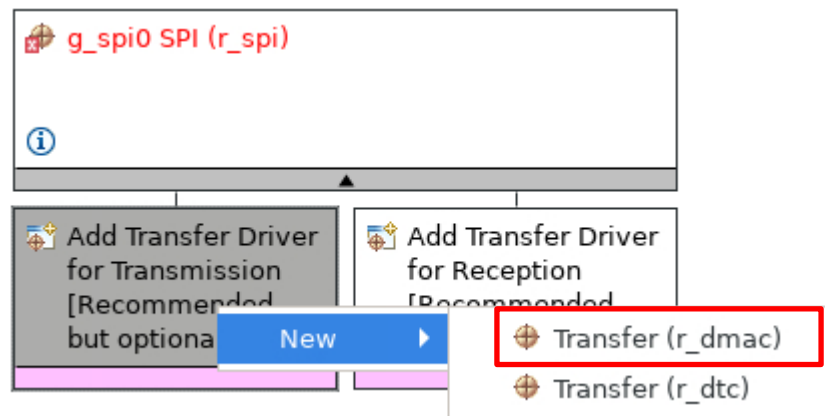 g_spi0 SPI (r_spi)
Add Transfer Driver
for Transmission
[Recommended
but optiona
Add Transfer Driver
for Reception
[Recommended
New
Transfer (r_dmac)
Transfer (r_dtc)